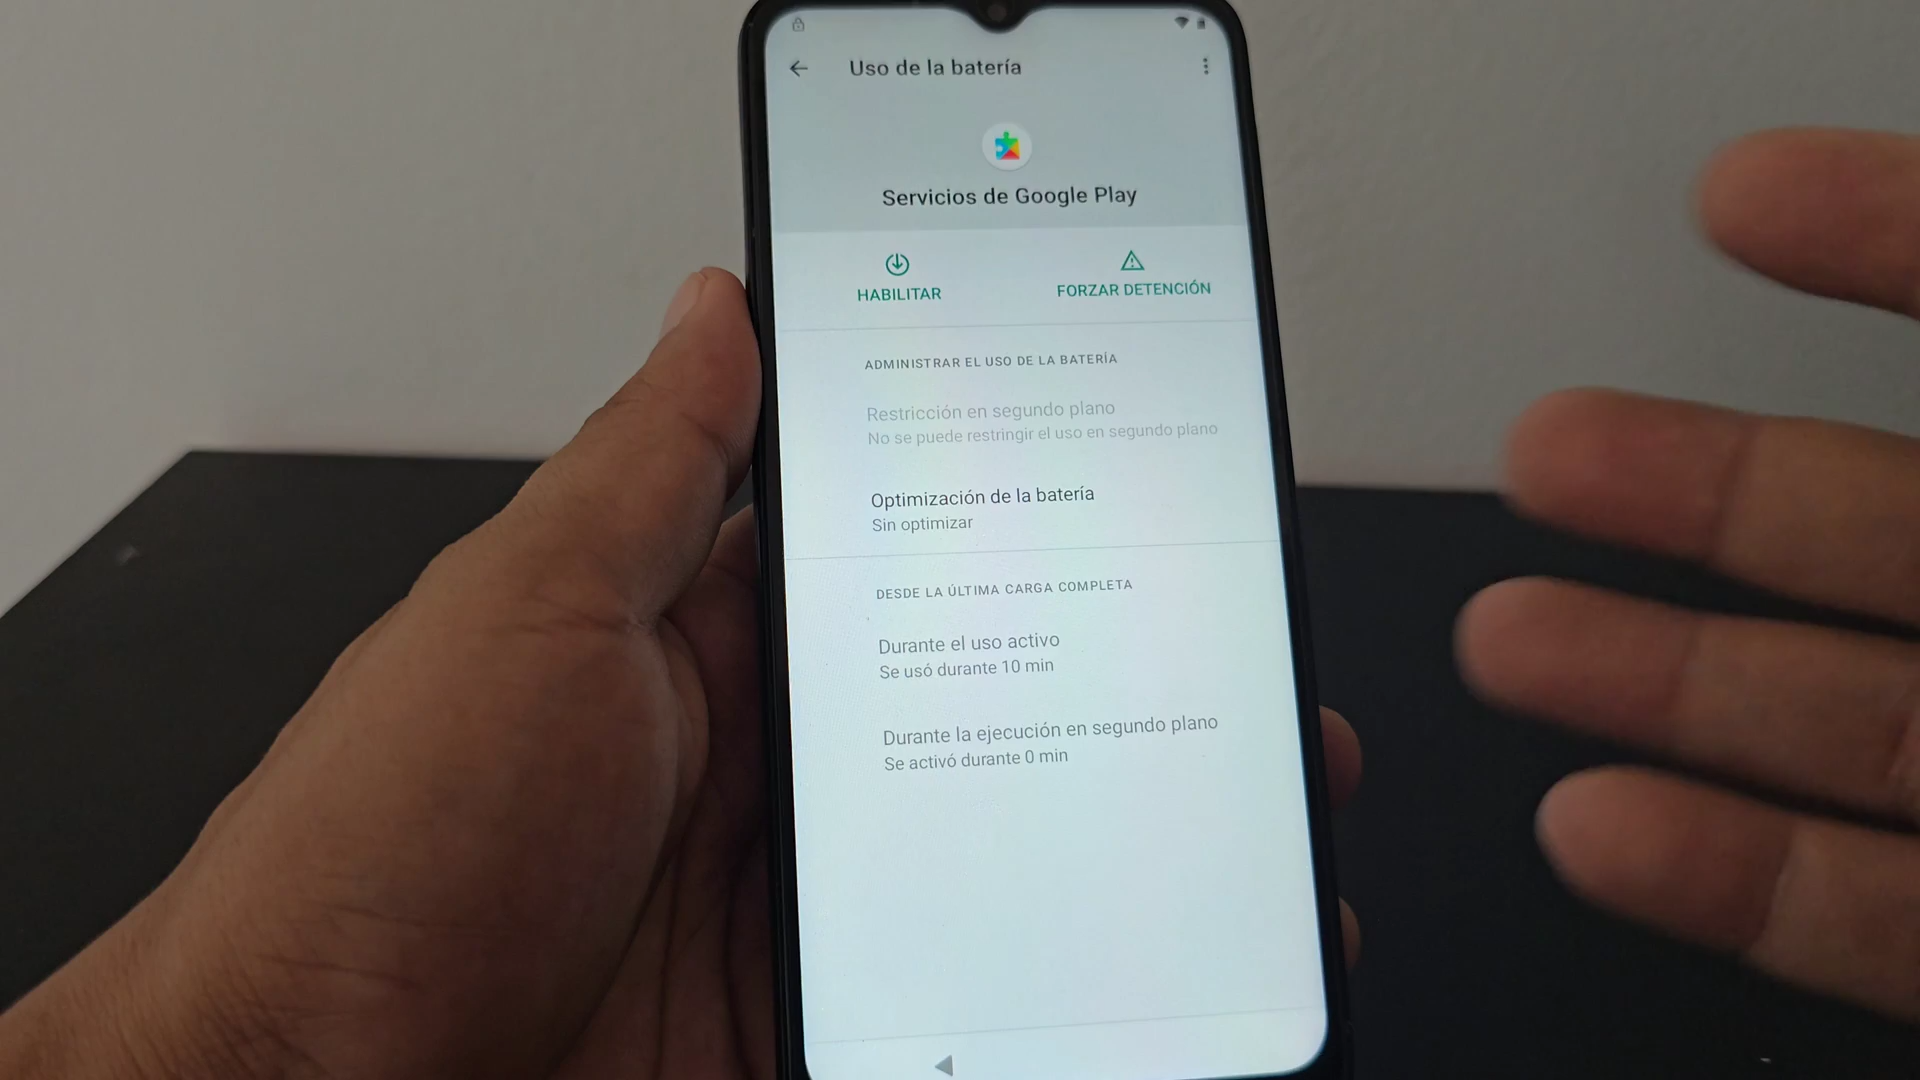 Uso de la batería
Servicios de Google Play
HABILITAR
FORZAR DETENCIÓN
ADMINISTRAR EL USO DE LA BATERÍA
Restricción en segundo plano
No se puede restringir el uso en segundo plano
Optimización de la batería
Sin optimizar
DESDE LA ÚLTIMA CARGA COMPLETA
Durante el uso activo
Se usó durante 10 min
Durante la ejecución en segundo plano
Se activó durante 0 min